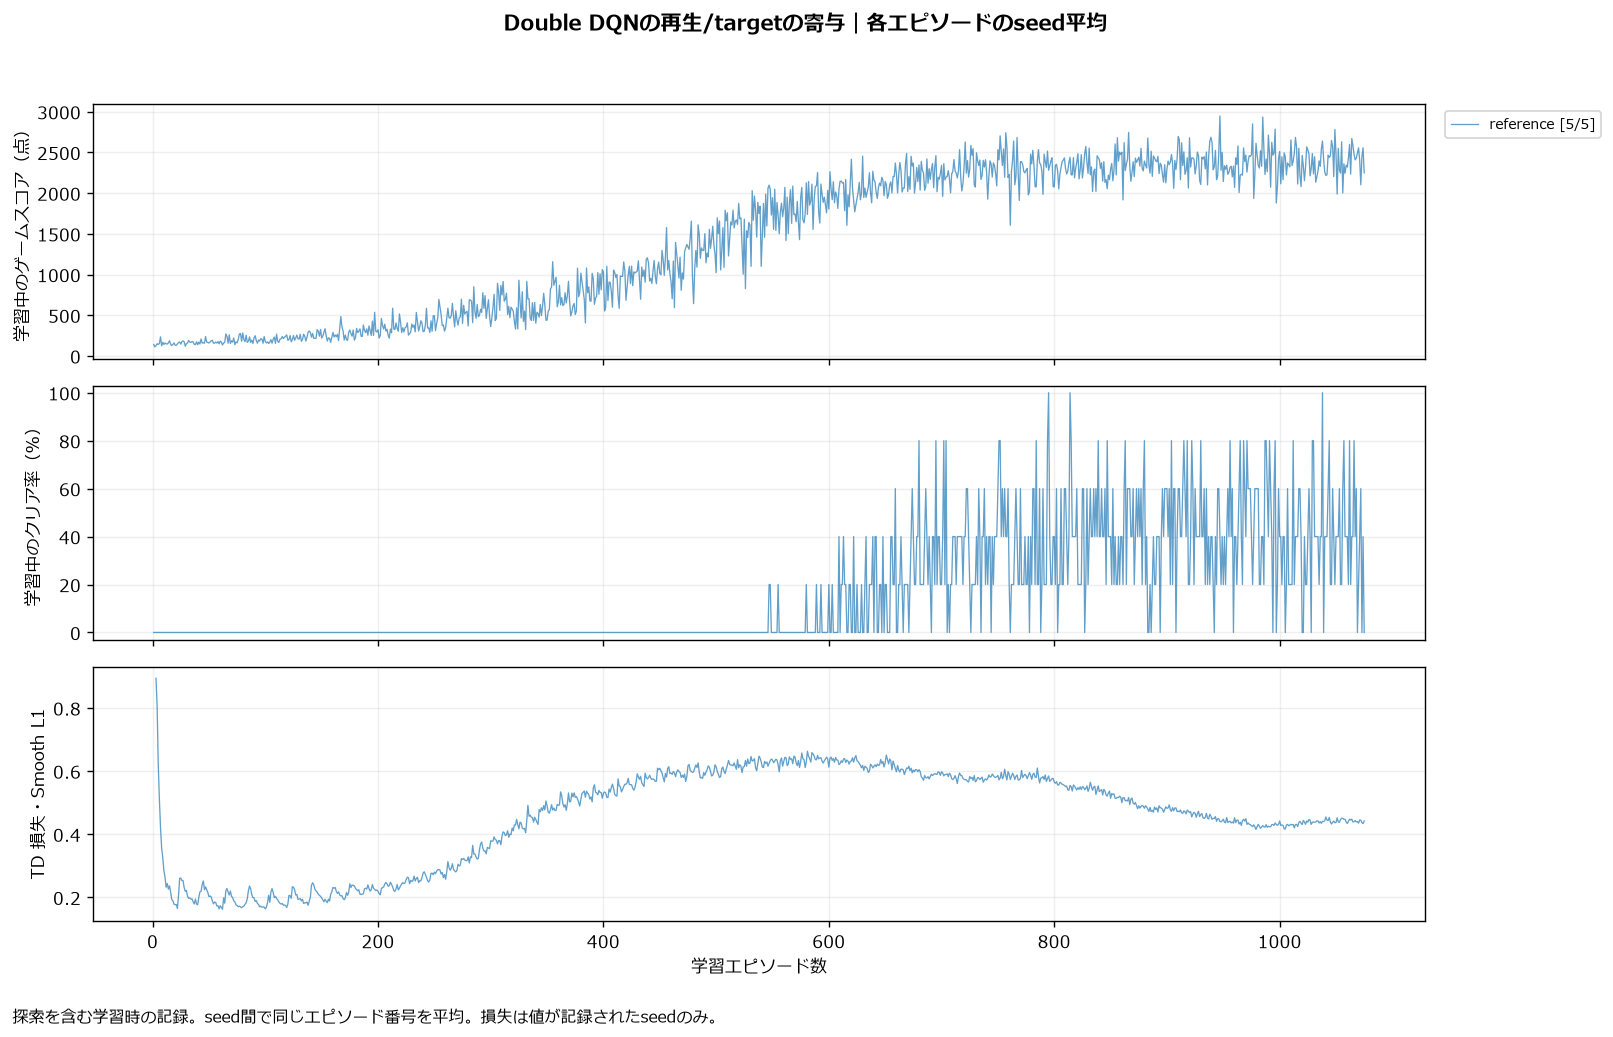 Double DQNの再生/targetの寄与｜各エピソードのseed平均
reference [5/5]
学習中のゲームスコア（点）
3000
2500
2000
1500
1000
500
0
学習中のクリア率（%）
100
80
60
40
20
0
TD 損失・Smooth L1
0.8
0.6
0.4
0.2
0 200 400 600 800 1000
学習エピソード数
探索を含む学習時の記録。seed間で同じエピソード番号を平均。損失は値が記録されたseedのみ。